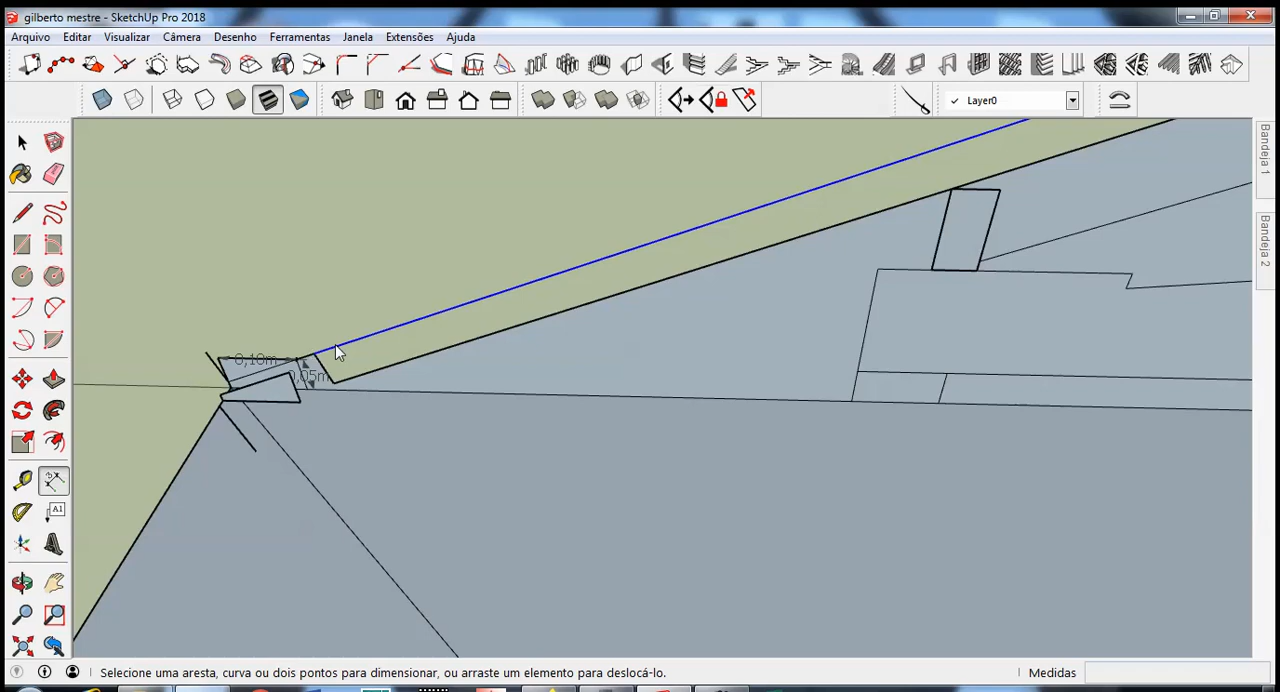 gilberto mestre - SketchUp Pro 2018
Arquivo Editar Visualizar Câmera Desenho Ferramentas Janela Extensões Ajuda
Layer0
Bandeja 1
Bandeja 2
0,10m
0,05m
A1
Selecione uma aresta, curva ou dois pontos para dimensionar, ou arraste um elemento para deslocá-lo.
Medidas